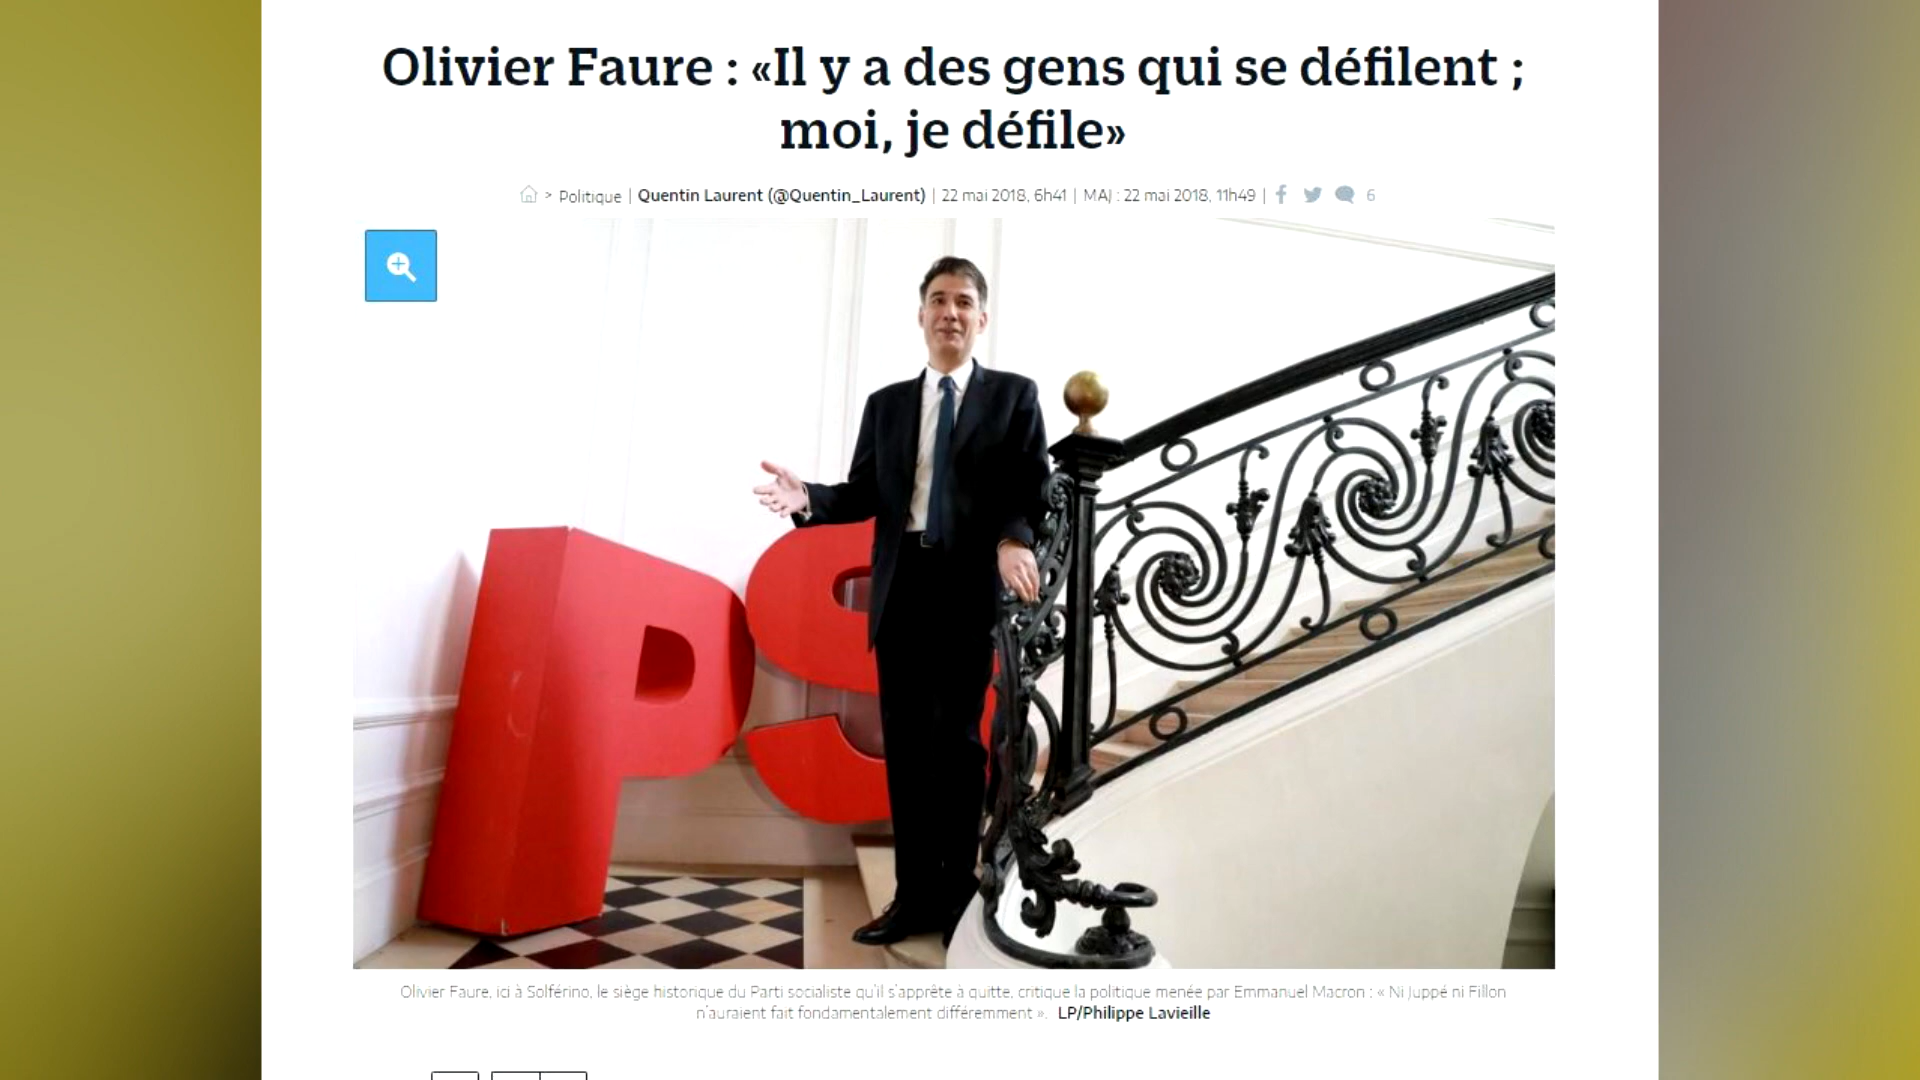 Olivier Faure : «Il y a des gens qui se défilent ;
moi, je défile»
> Politique | Quentin Laurent (@Quentin_Laurent) | 22 mai 2018, 6h41 | MAJ : 22 mai 2018, 11h49 | 6
PS
Olivier Faure, ici à Solférino, le siège historique du Parti socialiste qu'il s'apprête à quitte, critique la politique menée par Emmanuel Macron : « Ni Juppé ni Fillon
n'auraient fait fondamentalement différemment ». LP/Philippe Lavieille